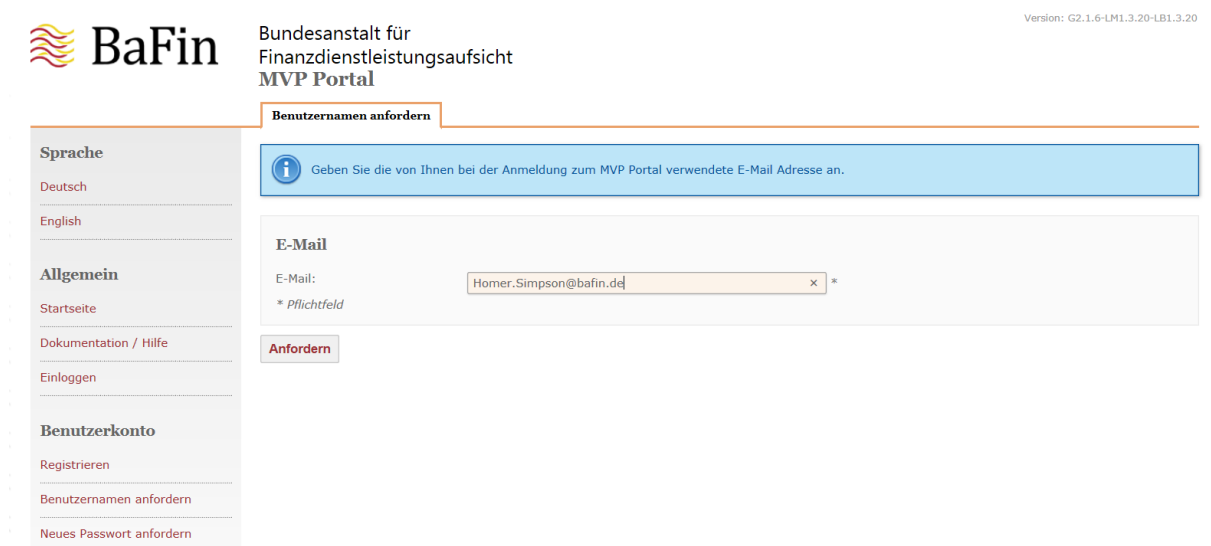 Version: G2.1.6-LM1.3.20-LB1.3.20
BaFin
Bundesanstalt für
Finanzdienstleistungsaufsicht
MVP Portal
Benutzernamen anfordern
Sprache
Deutsch
English
Allgemein
Startseite
Dokumentation / Hilfe
Einloggen
Benutzerkonto
Registrieren
Benutzernamen anfordern
Neues Passwort anfordern
Geben Sie die von Ihnen bei der Anmeldung zum MVP Portal verwendete E-Mail Adresse an.
E-Mail
E-Mail: Homer.Simpson@bafin.de × *
* Pflichtfeld
Anfordern